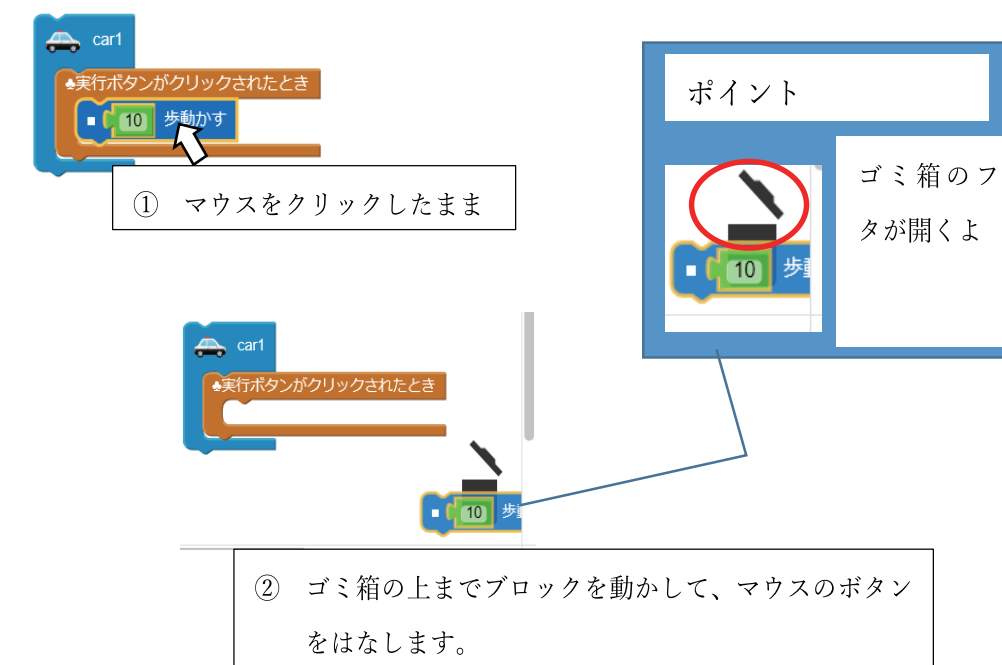 car1
♣実行ボタンがクリックされたとき
10 歩動かす
① マウスをクリックしたまま
ポイント
ゴミ箱のフ
タが開くよ
10 歩
car1
♣実行ボタンがクリックされたとき
10 歩
② ゴミ箱の上までブロックを動かして、マウスのボタン
をはなします。